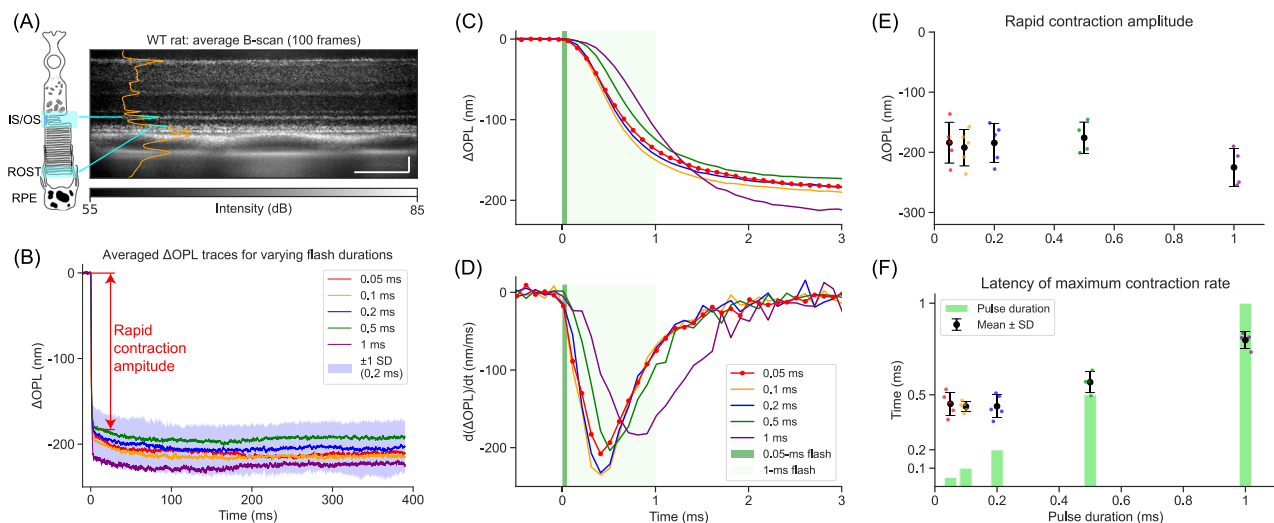 (A)
WT rat: average B-scan (100 frames)
IS/OS
ROST
RPE
55
Intensity (dB)
85
(B)
Averaged ΔOPL traces for varying flash durations
0
-100
-200
ΔOPL (nm)
Rapid
contraction
ampitude
0.05 ms
0.1 ms
0.2 ms
0.5 ms
1 ms
±1 SD
(0.2 ms)
0
100
200
300
400
Time (ms)
(C)
0
-100
-200
ΔOPL (nm)
0
1
2
3
(D)
0
-100
-200
d(ΔOPL)/dt (nm/ms)
0.05 ms
0.1 ms
0.2 ms
0.5 ms
1 ms
0.05-ms flash
1-ms flash
0
1
2
3
Time (ms)
(E)
Rapid contraction amplitude
0
-100
-200
-300
ΔOPL (nm)
0
0.2
0.4
0.6
0.8
1
(F)
Latency of maximum contraction rate
Pulse duration
Mean ± SD
1
0.5
0.2
0.1
Time (ms)
0
0.2
0.4
0.6
0.8
1
Pulse duration (ms)